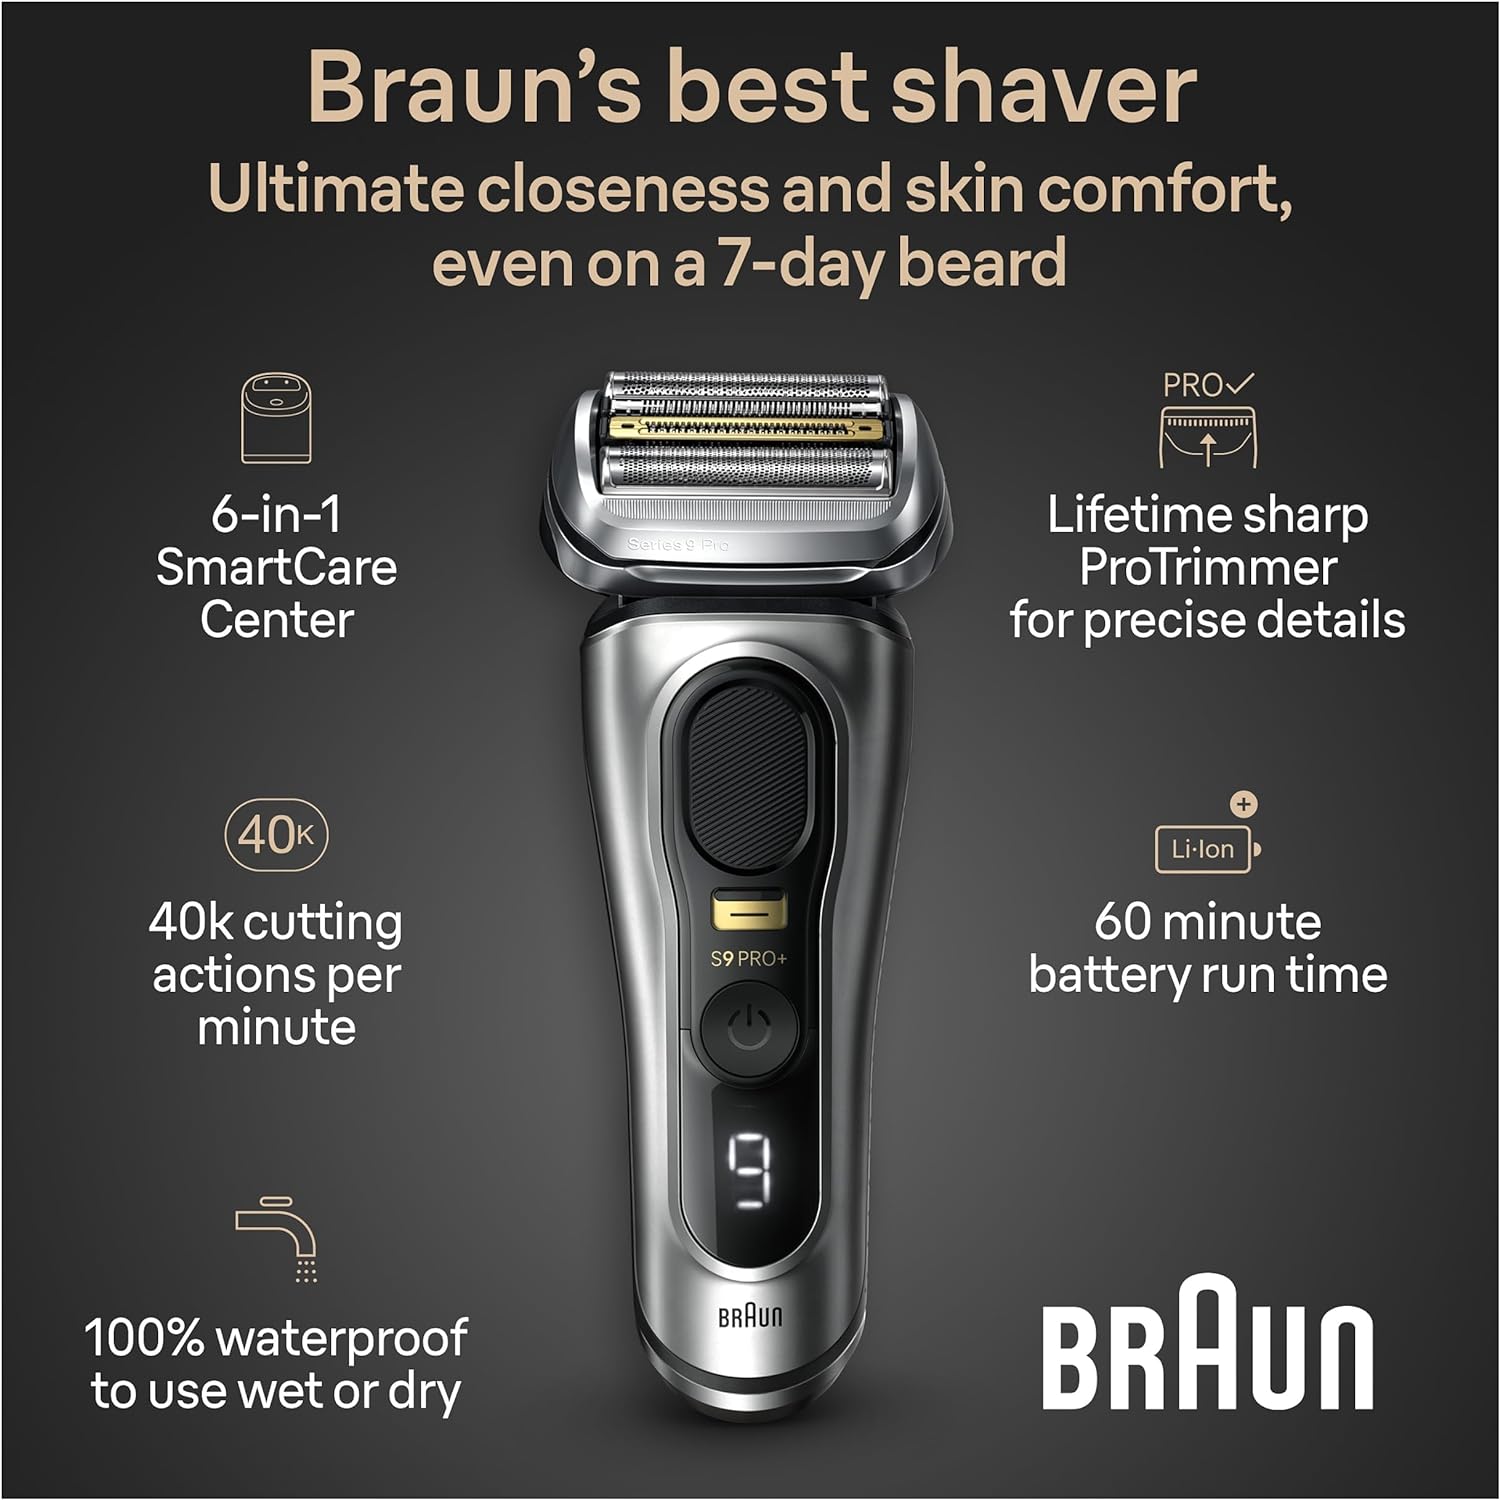 Braun's best shaver
Ultimate closeness and skin comfort,
even on a 7-day beard
6-in-1
SmartCare
Center
PRO✓
Lifetime sharp
ProTrimmer
for precise details
Series 9 Pro
40K
40k cutting
actions per
minute
Li·Ion
60 minute
battery run time
S9 PRO+
9
100% waterproof
to use wet or dry
BRAUN
BRAUN